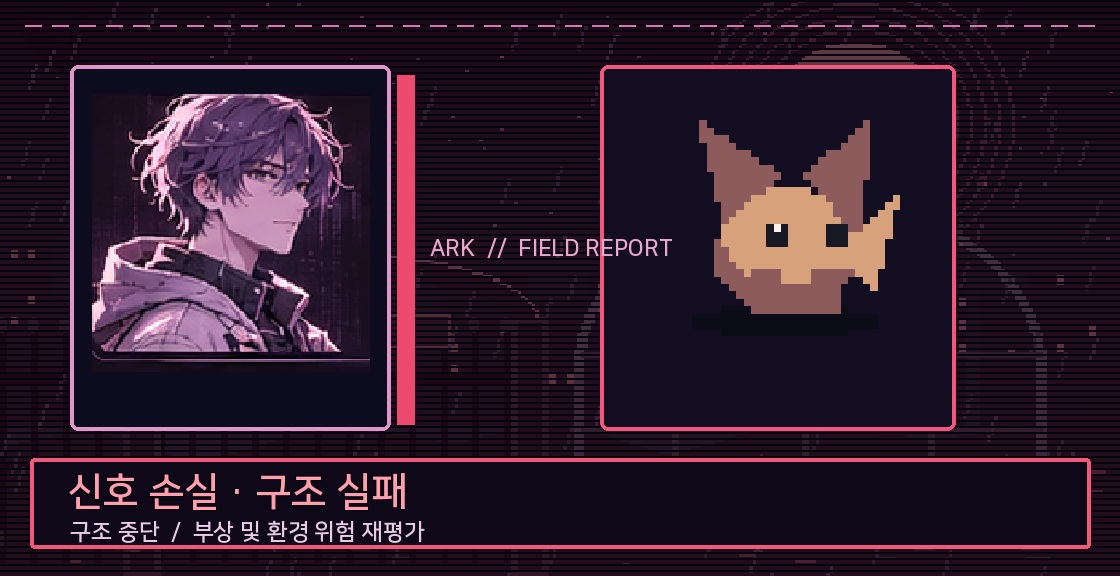 ARK // FIELD REPORT
신호 손실 · 구조 실패
구조 중단 / 부상 및 환경 위험 재평가